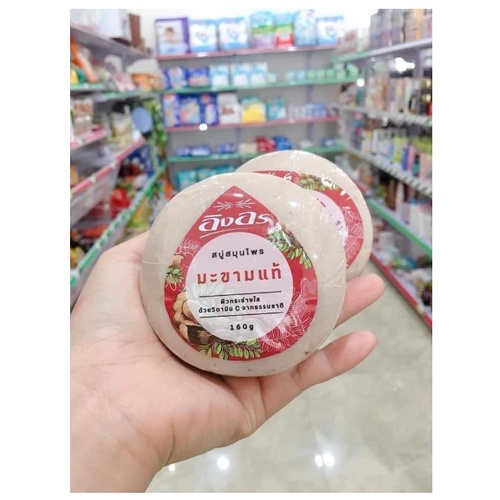 อิงอร
สบู่สมุนไพร
มะขามแท้
ผิวกระจ่างใส
ด้วยวิตามิน C จากธรรมชาติ
160g